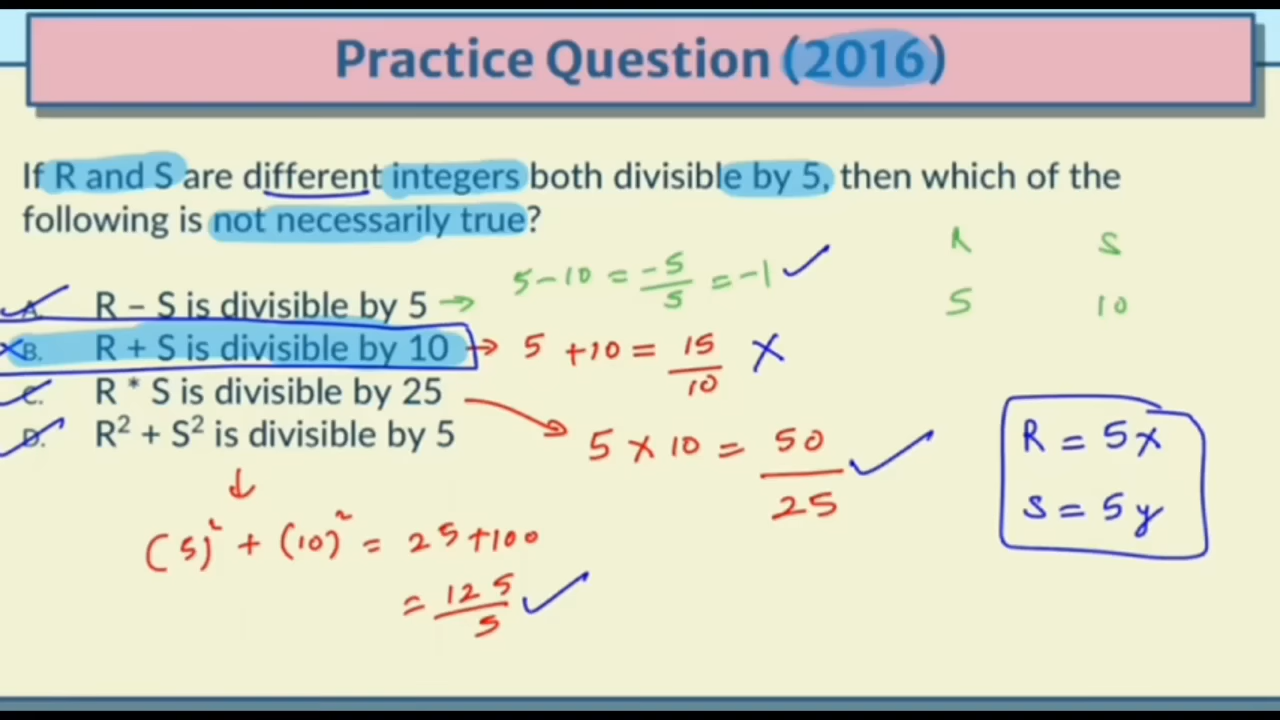 Practice Question (2016)
If R and S are different integers both divisible by 5, then which of the
following is not necessarily true?
R S
5 10
A. R – S is divisible by 5 → 5 - 10 = -5/5 = -1 ✓
B. R + S is divisible by 10 → 5 + 10 = 15/10 X
C. R * S is divisible by 25 → 5 × 10 = 50/25 ✓
D. R² + S² is divisible by 5
↓
(5)² + (10)² = 25 + 100
= 125/5 ✓
R = 5x
S = 5y